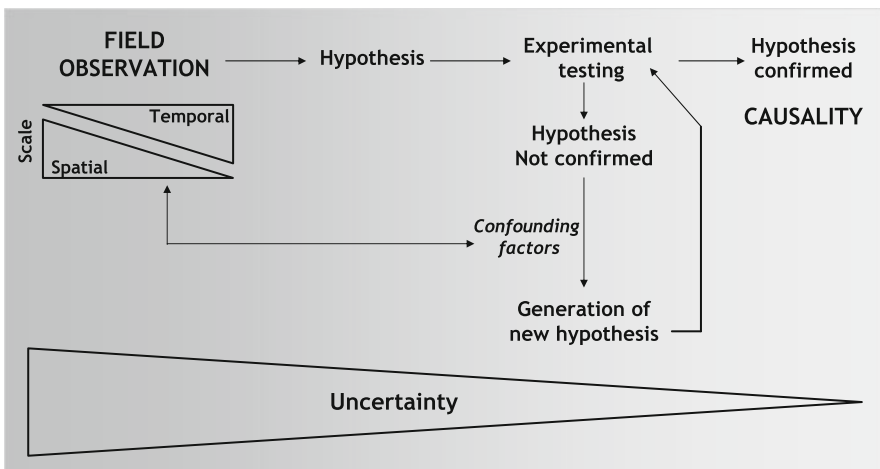 FIELD
OBSERVATION
Hypothesis
Experimental
testing
Hypothesis
confirmed
CAUSALITY
Scale
Temporal
Spatial
Hypothesis
Not confirmed
Confounding
factors
Generation of
new hypothesis
Uncertainty